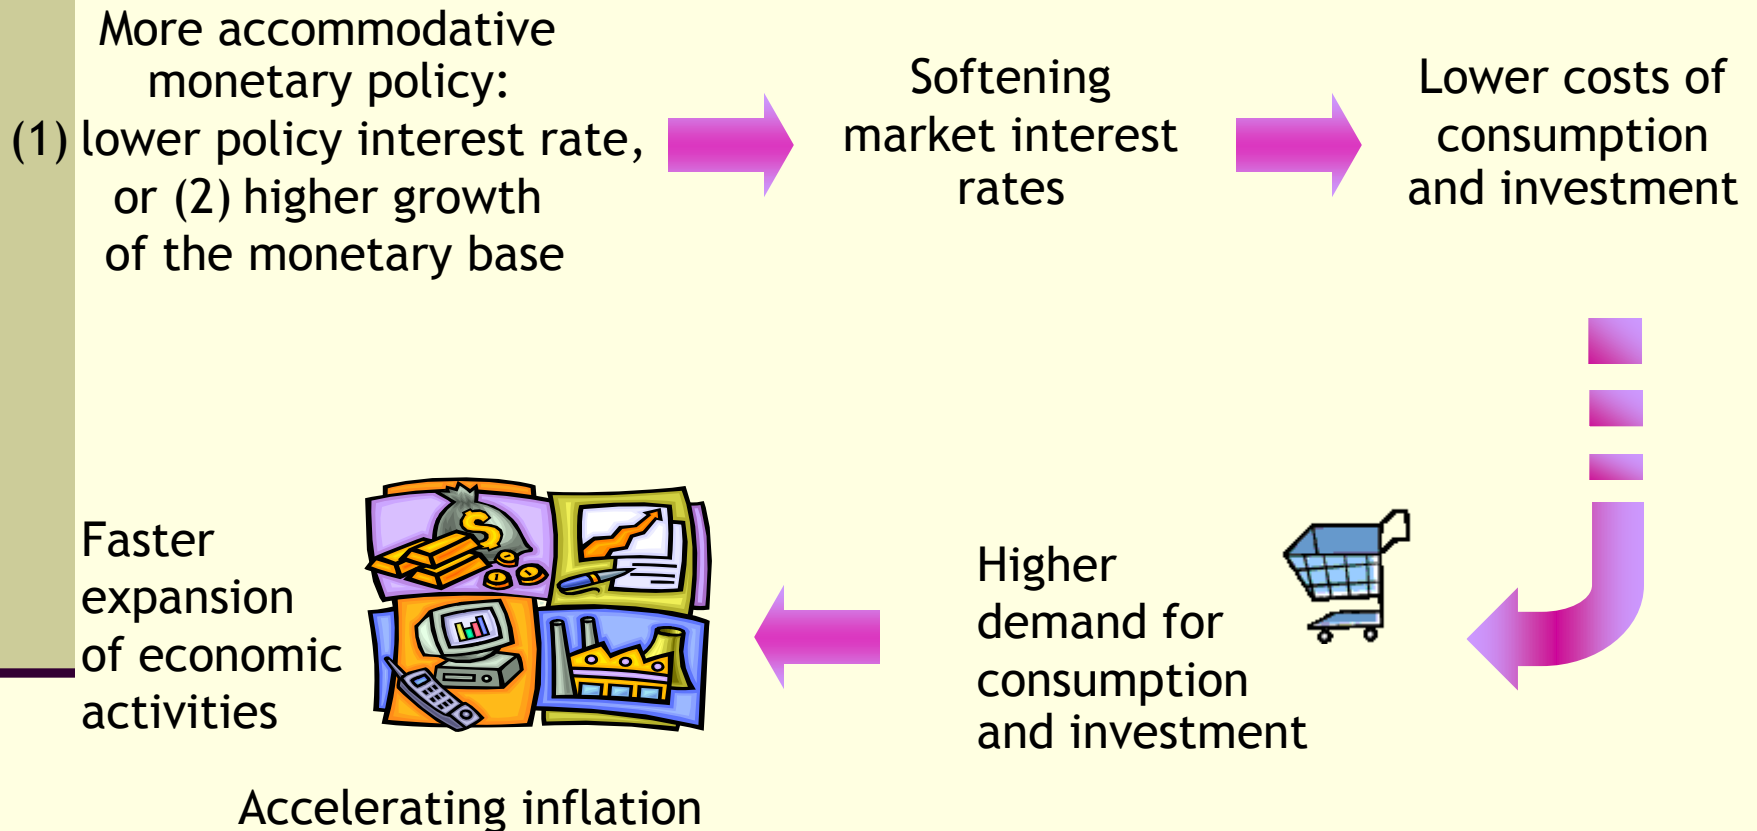 More accommodative
monetary policy:
(1) lower policy interest rate,
or (2) higher growth
of the monetary base
Softening
market interest
rates
Lower costs of
consumption
and investment
Higher
demand for
consumption
and investment
$
Faster
expansion
of economic
activities
Accelerating inflation